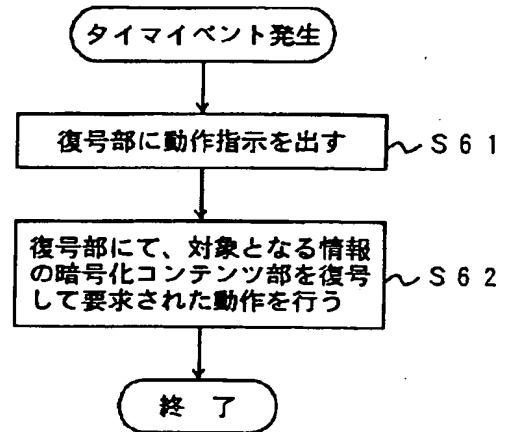 タイマイベント発生
復号部に動作指示を出す
S61
復号部にて、対象となる情報
の暗号化コンテンツ部を復号
して要求された動作を行う
S62
終 了